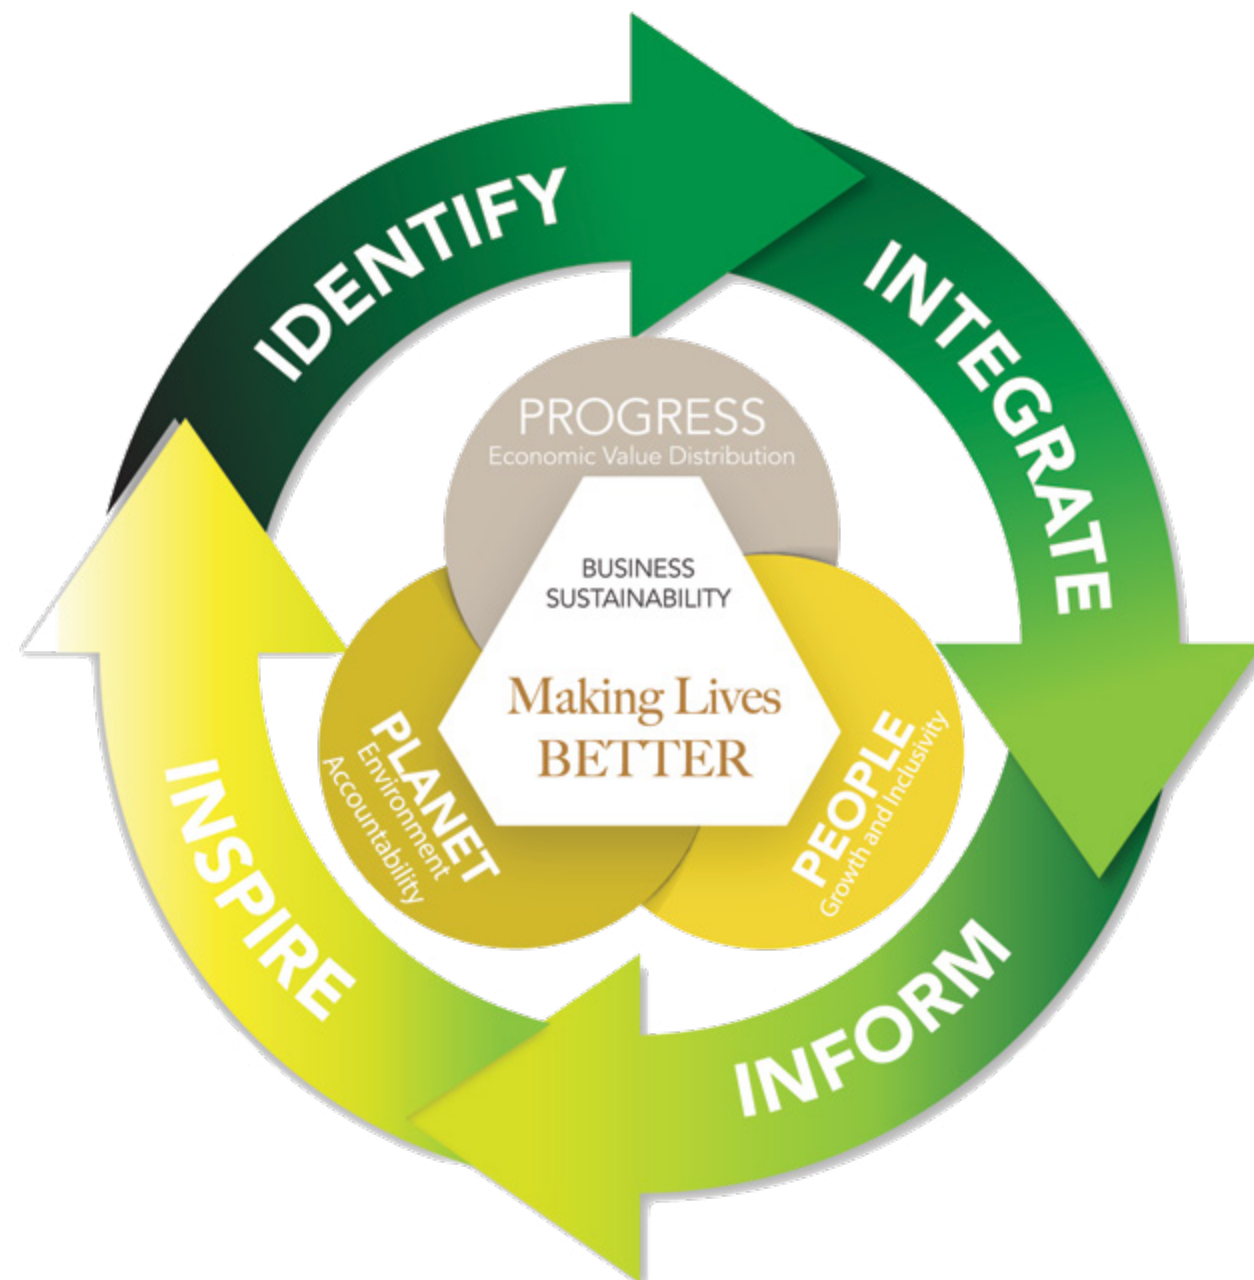 IDENTIFY
INTEGRATE
PROGRESS
Economic Value Distribution
BUSINESS
SUSTAINABILITY
Making Lives
BETTER
PLANET
Environment
Accountability
PEOPLE
Growth and Inclusivity
INSPIRE
INFORM